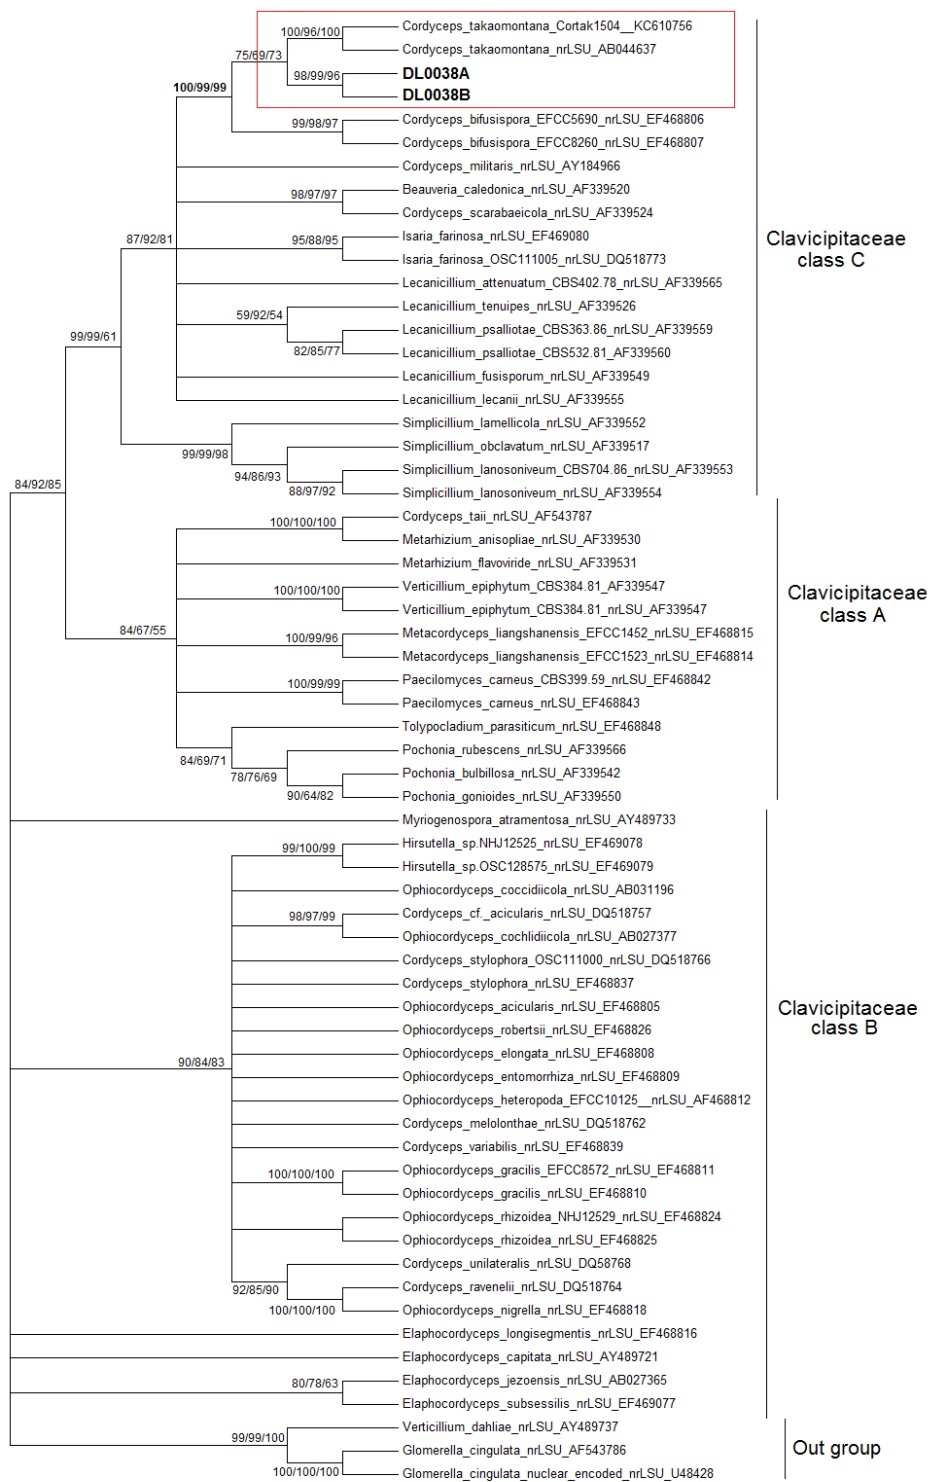 Cordyceps_takaomontana_Cortak1504__KC610756
100/96/100
Cordyceps_takaomontana_nrLSU_AB044637
75/69/73
DL0038A
98/99/96
100/99/99
DL0038B
Cordyceps_bifusispora_EFCC5690_nrLSU_EF468806
99/98/97
Cordyceps_bifusispora_EFCC8260_nrLSU_EF468807
Cordyceps_militaris_nrLSU_AY184966
Beauveria_caledonica_nrLSU_AF339520
98/97/97
Cordyceps_scarabaeicola_nrLSU_AF339524
Isaria_farinosa_nrLSU_EF469080
87/92/81
95/88/95
Clavicipitaceae
class C
Isaria_farinosa_OSC111005_nrLSU_DQ518773
Lecanicillium_attenuatum_CBS402.78_nrLSU_AF339565
Lecanicillium_tenuipes_nrLSU_AF339526
59/92/54
Lecanicillium_psalliotae_CBS363.86_nrLSU_AF339559
99/99/61
82/85/77
Lecanicillium_psalliotae_CBS532.81_AF339560
Lecanicillium_fusisporum_nrLSU_AF339549
Lecanicillium_lecanii_nrLSU_AF339555
Simplicillium_lamellicola_nrLSU_AF339552
99/99/98
Simplicillium_obclavatum_nrLSU_AF339517
94/86/93
Simplicillium_lanosoniveum_CBS704.86_nrLSU_AF339553
84/92/85
88/97/92
Simplicillium_lanosoniveum_nrLSU_AF339554
Cordyceps_taii_nrLSU_AF543787
100/100/100
Metarhizium_anisopliae_nrLSU_AF339530
Metarhizium_flavoviride_nrLSU_AF339531
Verticillium_epiphytum_CBS384.81_AF339547
100/100/100
Clavicipitaceae
class A
Verticillium_epiphytum_CBS384.81_nrLSU_AF339547
84/67/55
Metacordyceps_liangshanensis_EFCC1452_nrLSU_EF468815
100/99/96
Metacordyceps_liangshanensis_EFCC1523_nrLSU_EF468814
Paecilomyces_carneus_CBS399.59_nrLSU_EF468842
100/99/99
Paecilomyces_carneus_nrLSU_EF468843
Tolypocladium_parasiticum_nrLSU_EF468848
84/69/71
Pochonia_rubescens_nrLSU_AF339566
78/76/69
Pochonia_bulbillosa_nrLSU_AF339542
90/64/82
Pochonia_gonioides_nrLSU_AF339550
Myriogenospora_atramentosa_nrLSU_AY489733
Hirsutella_sp.NHJ12525_nrLSU_EF469078
99/100/99
Hirsutella_sp.OSC128575_nrLSU_EF469079
Ophiocordyceps_coccidiicola_nrLSU_AB031196
Cordyceps_cf._acicularis_nrLSU_DQ518757
98/97/99
Ophiocordyceps_cochlidiicola_nrLSU_AB027377
Cordyceps_stylophora_OSC111000_nrLSU_DQ518766
Cordyceps_stylophora_nrLSU_EF468837
Ophiocordyceps_acicularis_nrLSU_EF468805
Clavicipitaceae
class B
Ophiocordyceps_robertsii_nrLSU_EF468826
Ophiocordyceps_elongata_nrLSU_EF468808
90/84/83
Ophiocordyceps_entomorrhiza_nrLSU_EF468809
Ophiocordyceps_heteropoda_EFCC10125__nrLSU_AF468812
Cordyceps_melolonthae_nrLSU_DQ518762
Cordyceps_variabilis_nrLSU_EF468839
Ophiocordyceps_gracilis_EFCC8572_nrLSU_EF468811
100/100/100
Ophiocordyceps_gracilis_nrLSU_EF468810
Ophiocordyceps_rhizoidea_NHJ12529_nrLSU_EF468824
Ophiocordyceps_rhizoidea_nrLSU_EF468825
Cordyceps_unilateralis_nrLSU_DQ58768
92/85/90
Cordyceps_ravenelii_nrLSU_DQ518764
100/100/100
Ophiocordyceps_nigrella_nrLSU_EF468818
Elaphocordyceps_longisegmentis_nrLSU_EF468816
Elaphocordyceps_capitata_nrLSU_AY489721
Elaphocordyceps_jezoensis_nrLSU_AB027365
80/78/63
Elaphocordyceps_subsessilis_nrLSU_EF469077
Verticillium_dahliae_nrLSU_AY489737
99/99/100
Glomerella_cingulata_nrLSU_AF543786
Out group
100/100/100
Glomerella_cingulata_nuclear_encoded_nrLSU_U48428